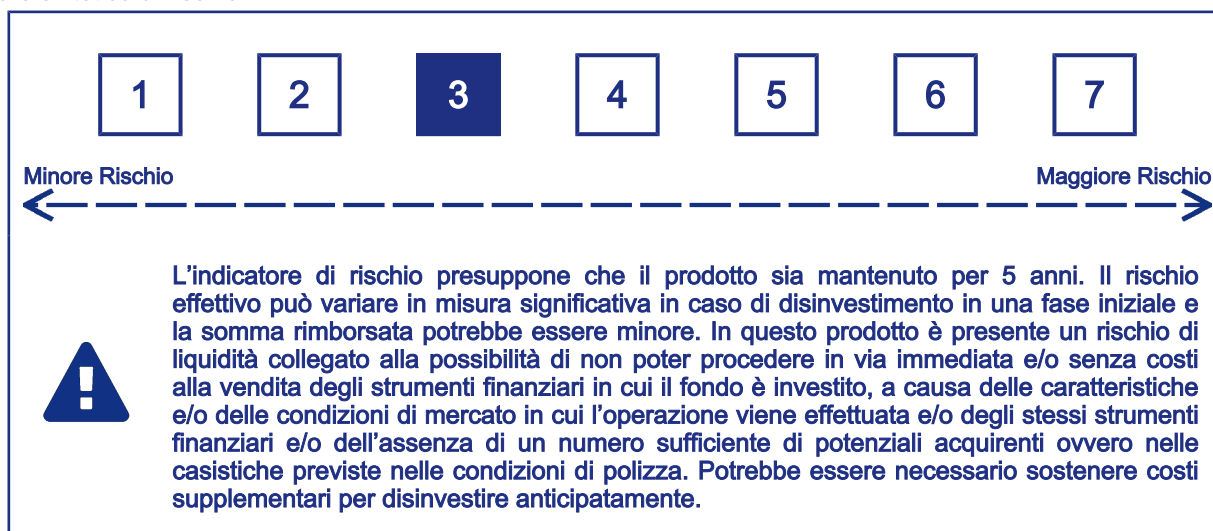 1 2 3 4 5 6 7
Minore Rischio Maggiore Rischio
L'indicatore di rischio presuppone che il prodotto sia mantenuto per 5 anni. Il rischio
effettivo può variare in misura significativa in caso di disinvestimento in una fase iniziale e
la somma rimborsata potrebbe essere minore. In questo prodotto è presente un rischio di
liquidità collegato alla possibilità di non poter procedere in via immediata e/o senza costi
alla vendita degli strumenti finanziari in cui il fondo è investito, a causa delle caratteristiche
e/o delle condizioni di mercato in cui l'operazione viene effettuata e/o degli stessi strumenti
finanziari e/o dell'assenza di un numero sufficiente di potenziali acquirenti ovvero nelle
casistiche previste nelle condizioni di polizza. Potrebbe essere necessario sostenere costi
supplementari per disinvestire anticipatamente.